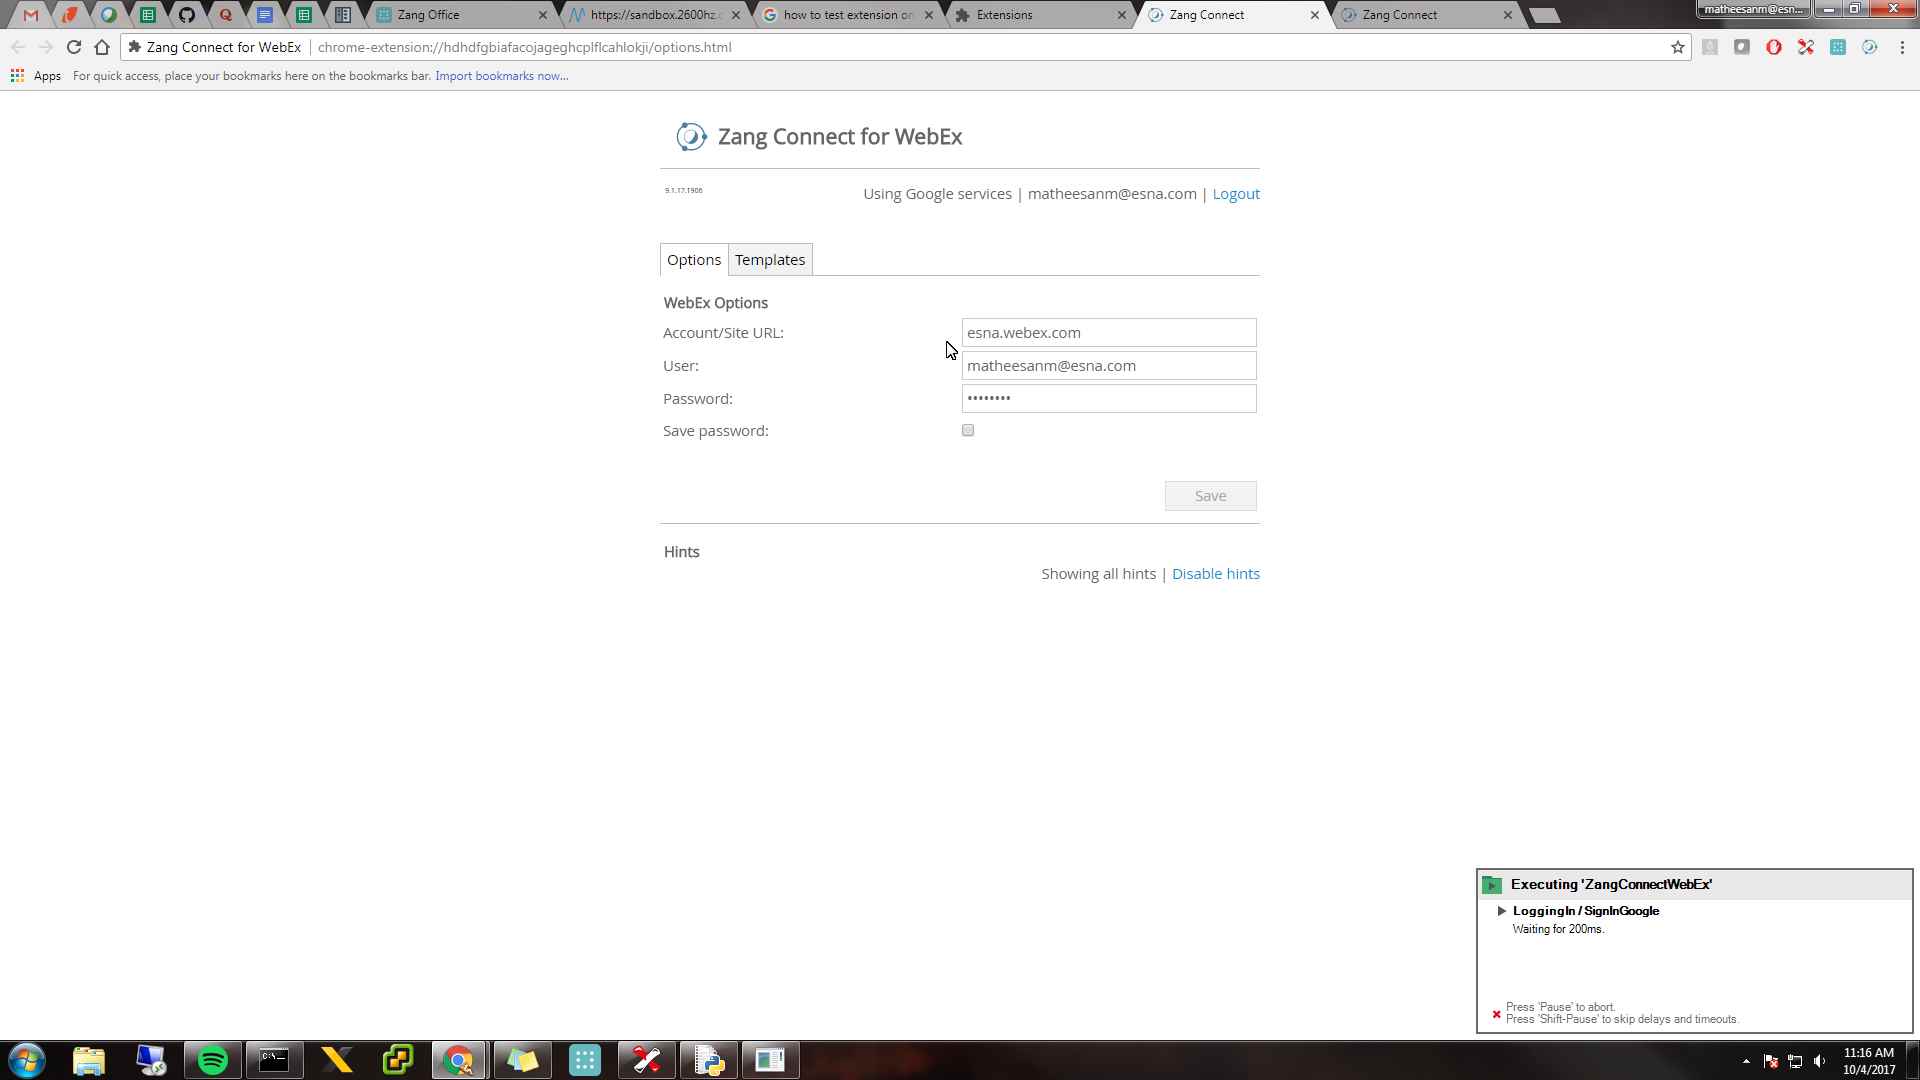 Zang Office
https://sandbox.2600hz.c
how to test extension on
Extensions
Zang Connect
Zang Connect
matheesanm@esn...
Zang Connect for WebEx | chrome-extension://hdhdfgbiafacojageghcplflcahlokji/options.html
Apps For quick access, place your bookmarks here on the bookmarks bar. Import bookmarks now...
Zang Connect for WebEx
9.1.17.1906
Using Google services | matheesanm@esna.com | Logout
Options Templates
WebEx Options
Account/Site URL: esna.webex.com
User: matheesanm@esna.com
Password: ••••••••
Save password:
Save
Hints
Showing all hints | Disable hints
Executing 'ZangConnectWebEx'
LoggingIn / SignInGoogle
Waiting for 200ms.
Press 'Pause' to abort.
Press 'Shift-Pause' to skip delays and timeouts.
C:\_
11:16 AM
10/4/2017